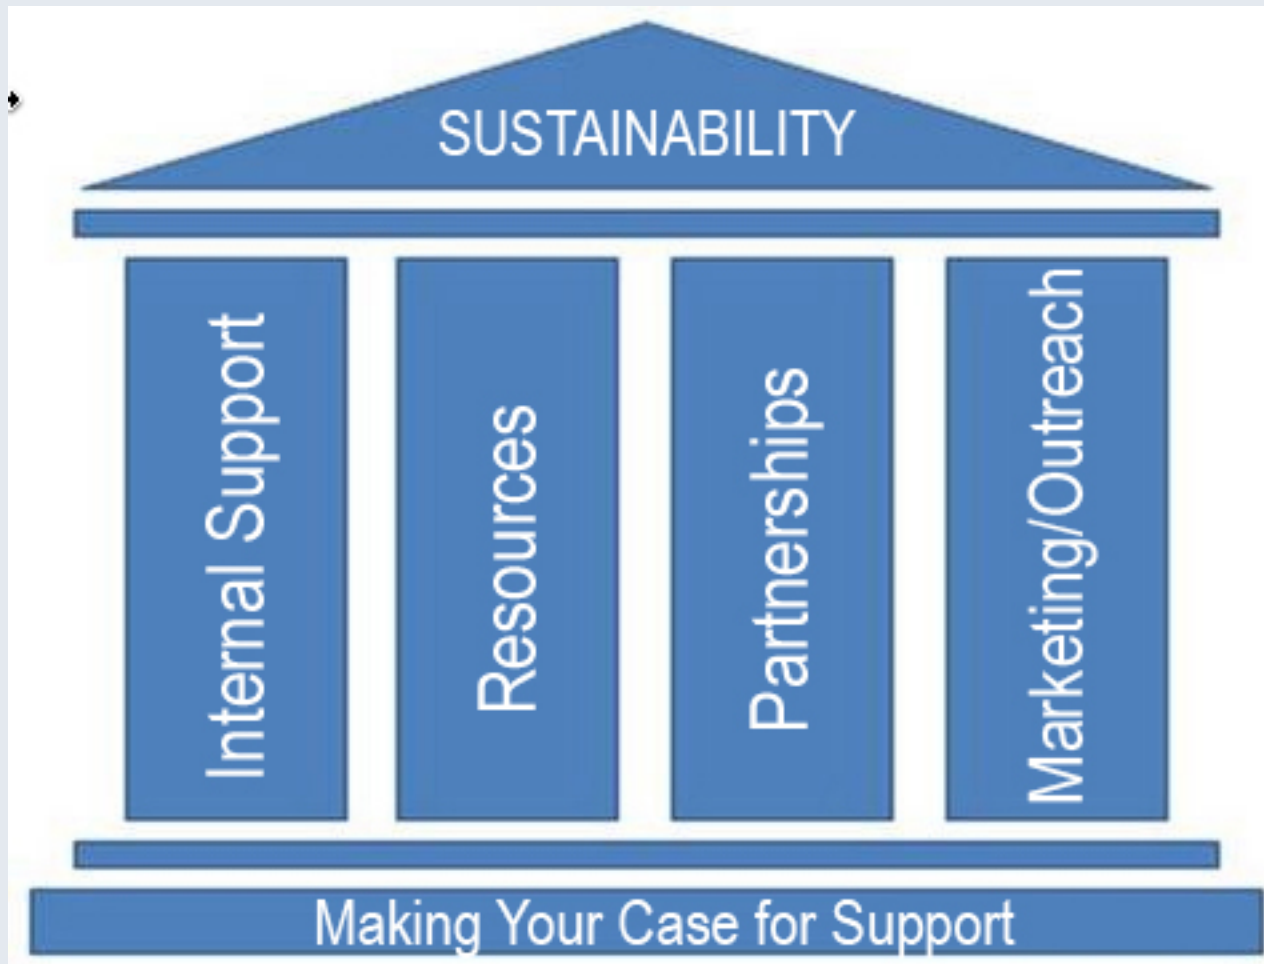 SUSTAINABILITY
Internal Support
Resources
Partnerships
Marketing/Outreach
Making Your Case for Support